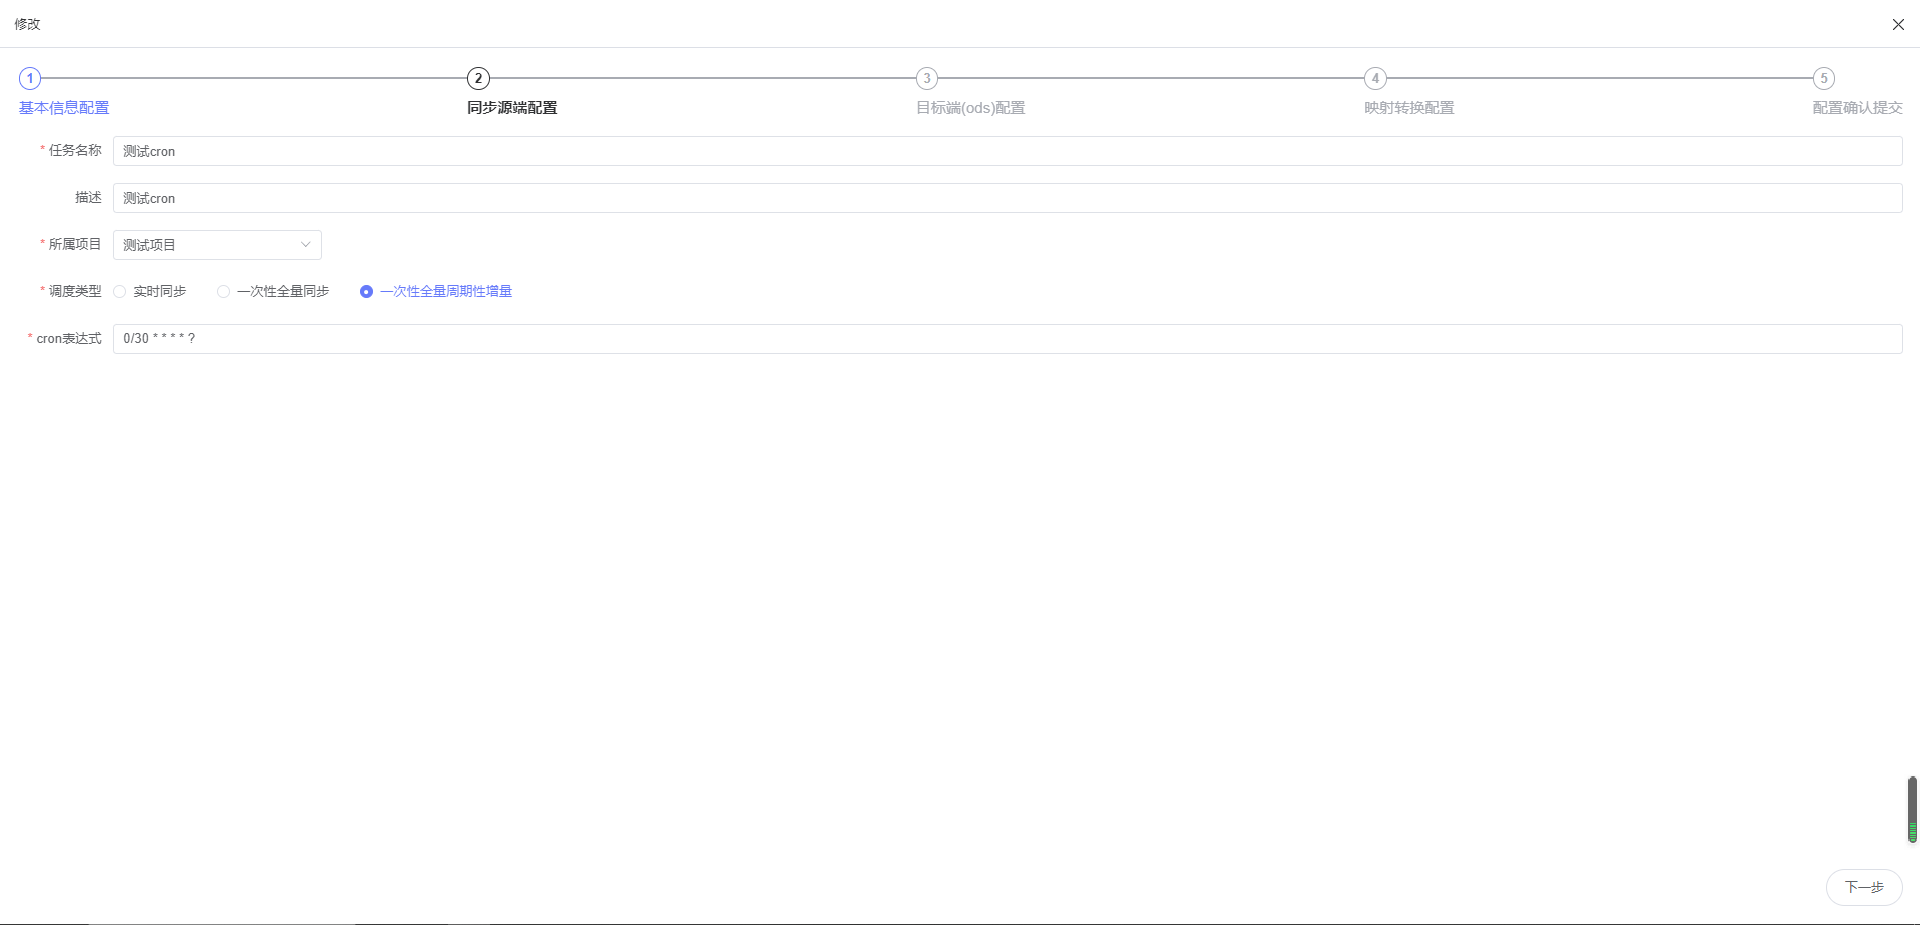 修改
1 2 3 4 5
基本信息配置 同步源端配置 目标端(ods)配置 映射转换配置 配置确认提交
* 任务名称 测试cron
描述 测试cron
* 所属项目 测试项目
* 调度类型 实时同步 一次性全量同步 一次性全量周期性增量
* cron表达式 0/30 * * * * ?
下一步